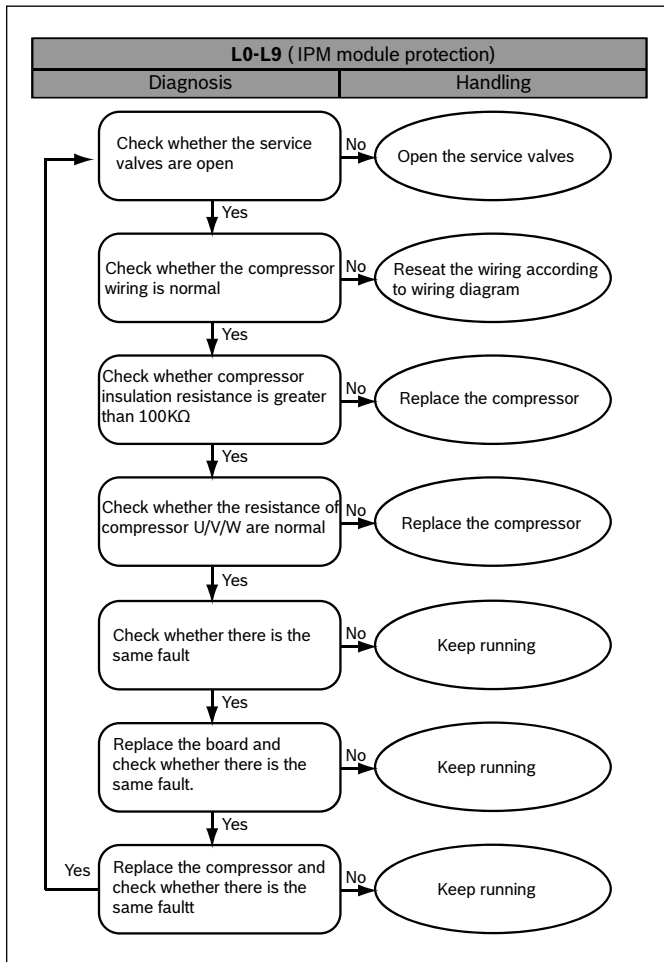 L0-L9 ( IPM module protection)
Diagnosis
Handling
Check whether the service
valves are open
No
Open the service valves
Yes
Check whether the compressor
wiring is normal
No
Reseat the wiring according
to wiring diagram
Yes
Check whether compressor
insulation resistance is greater
than 100KΩ
No
Replace the compressor
Yes
Check whether the resistance of
compressor U/V/W are normal
No
Replace the compressor
Yes
Check whether there is the
same fault
No
Keep running
Yes
Replace the board and
check whether there is the
same fault.
No
Keep running
Yes
Yes
Replace the compressor and
check whether there is the
same faultt
No
Keep running